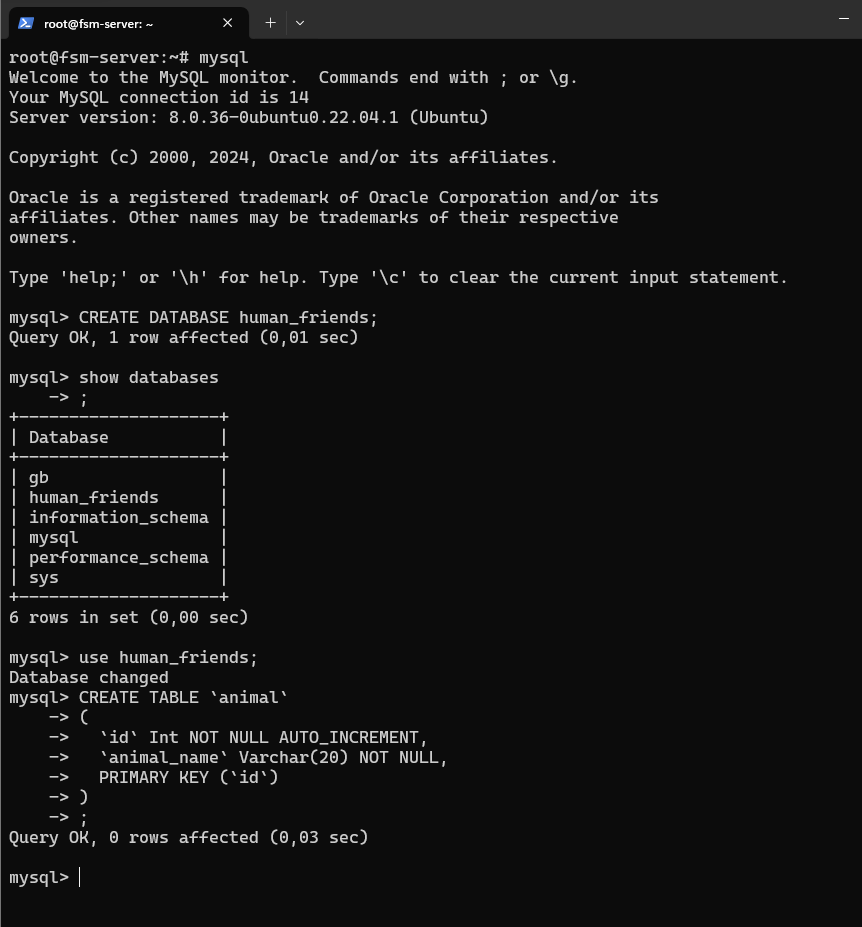 root@fsm-server: ~
root@fsm-server:~# mysql
Welcome to the MySQL monitor.  Commands end with ; or \g.
Your MySQL connection id is 14
Server version: 8.0.36-0ubuntu0.22.04.1 (Ubuntu)

Copyright (c) 2000, 2024, Oracle and/or its affiliates.

Oracle is a registered trademark of Oracle Corporation and/or its
affiliates. Other names may be trademarks of their respective
owners.

Type 'help;' or '\h' for help. Type '\c' to clear the current input statement.

mysql> CREATE DATABASE human_friends;
Query OK, 1 row affected (0,01 sec)

mysql> show databases
    -> ;
+--------------------+
| Database           |
+--------------------+
| gb                 |
| human_friends      |
| information_schema |
| mysql              |
| performance_schema |
| sys                |
+--------------------+
6 rows in set (0,00 sec)

mysql> use human_friends;
Database changed
mysql> CREATE TABLE `animal`
    -> (
    ->   `id` Int NOT NULL AUTO_INCREMENT,
    ->   `animal_name` Varchar(20) NOT NULL,
    ->   PRIMARY KEY (`id`)
    -> )
    -> ;
Query OK, 0 rows affected (0,03 sec)

mysql>